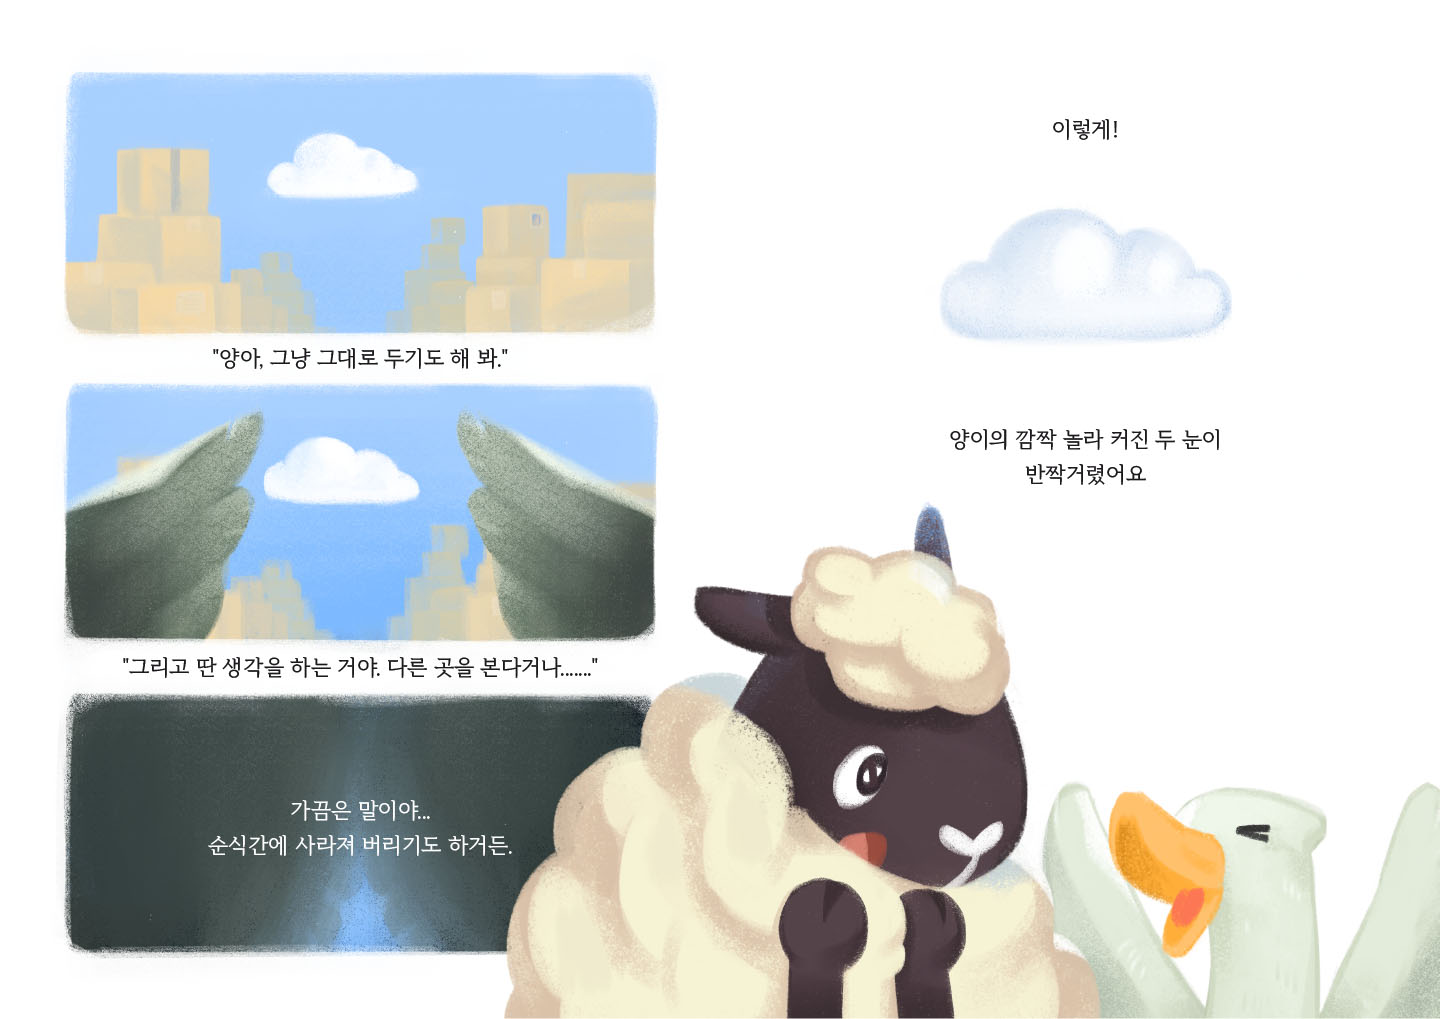 "양아, 그냥 그대로 두기도 해 봐."
"그리고 딴 생각을 하는 거야. 다른 곳을 본다거나......."
가끔은 말이야...
순식간에 사라져 버리기도 하거든.
이렇게!
양이의 깜짝 놀라 커진 두 눈이
반짝거렸어요